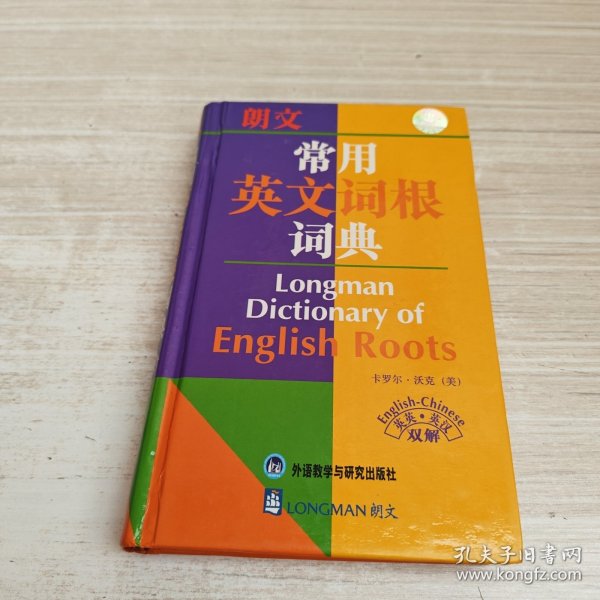 朗文
常用
英文词根
词典
Longman
Dictionary of
English Roots
卡罗尔·沃克（美）
English-Chinese
英英·英汉
双解
外语教学与研究出版社
LONGMAN 朗文
孔夫子旧书网
www.kongfz.com